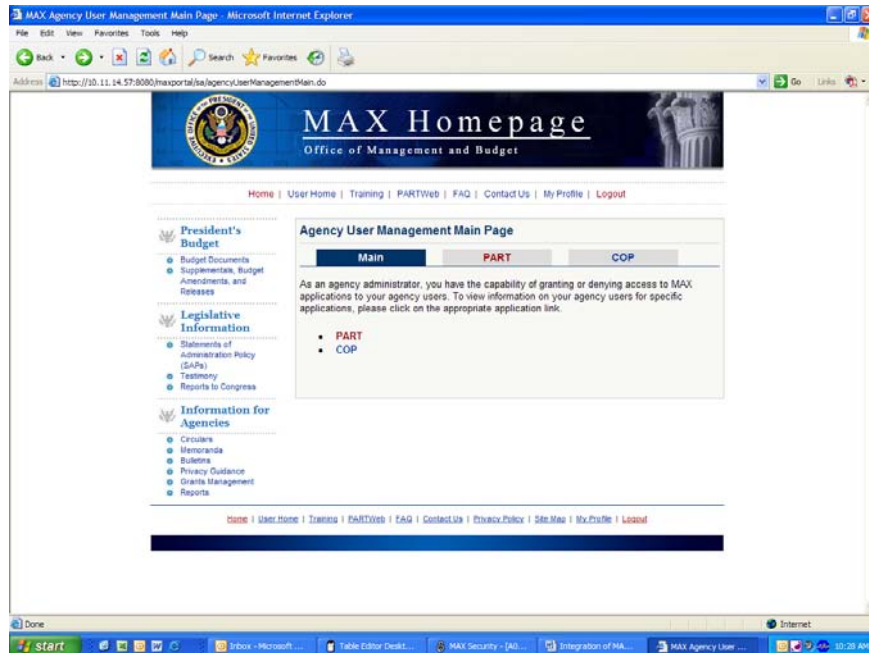 MAX Agency User Management Main Page - Microsoft Internet Explorer
File Edit View Favorites Tools Help
Back Search Favorites
Address http://10.11.14.57:8080/maxportal/sa/agencyUserManagementMain.do Go Links
MAX Homepage
Office of Management and Budget
Home | User Home | Training | PARTWeb | FAQ | Contact Us | My Profile | Logout
President's
Budget
Budget Documents
Supplementals, Budget
Amendments, and
Releases
Legislative
Information
Statements of
Administration Policy
(SAPs)
Testimony
Reports to Congress
Information for
Agencies
Circulars
Memoranda
Bulletins
Privacy Guidance
Grants Management
Reports
Agency User Management Main Page
Main PART COP
As an agency administrator, you have the capability of granting or denying access to MAX
applications to your agency users. To view information on your agency users for specific
applications, please click on the appropriate application link.
PART
COP
Home | User Home | Training | PARTWeb | FAQ | Contact Us | Privacy Policy | Site Map | My Profile | Logout
Done Internet
start Inbox - Microsoft ... Table Editor Deskt... MAX Security - [A0... Integration of MA... MAX Agency User ... 10:28 AM